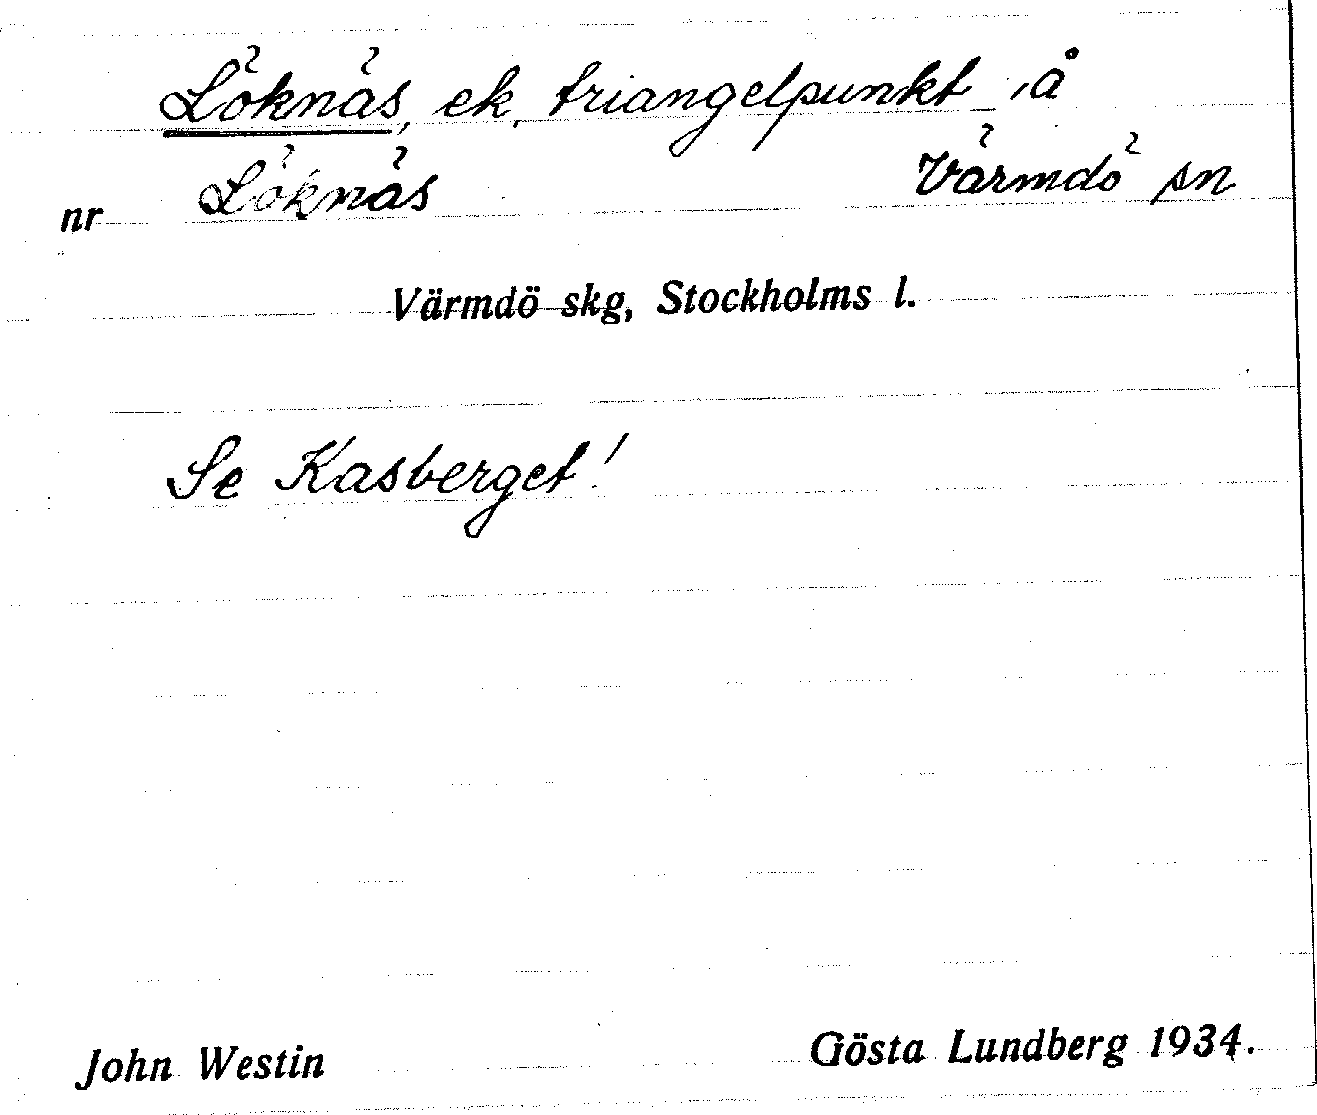 Löknäs, ek, triangelpunkt, å
nr Löknäs Värmdö sn
Värmdö skg, Stockholms l.
Se Kasberget!
John Westin Gösta Lundberg 1934.